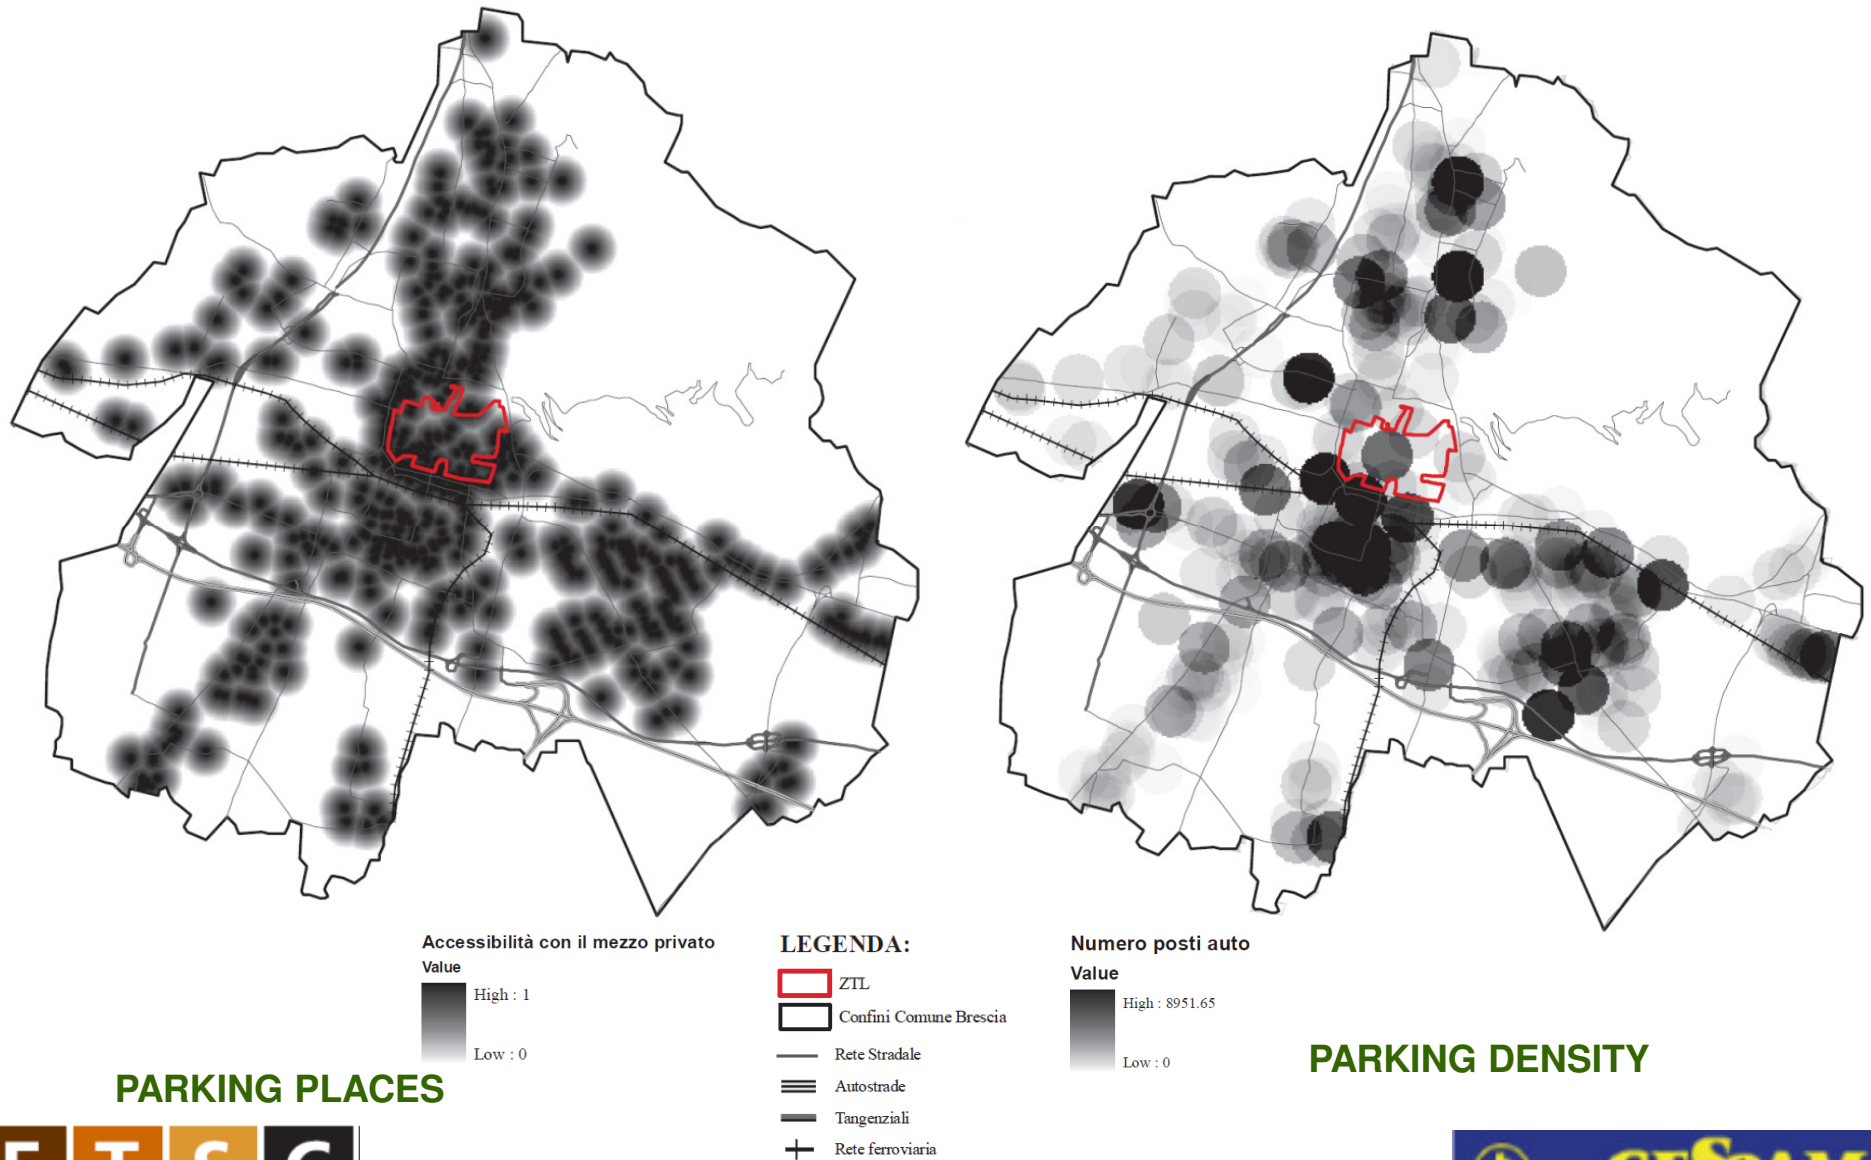 Accessibilità con il mezzo privato
Value
High : 1
Low : 0
PARKING PLACES
LEGENDA:
ZTL
Confini Comune Brescia
Rete Stradale
Autostrade
Tangenziali
Rete ferroviaria
Numero posti auto
Value
High : 8951.65
Low : 0
PARKING DENSITY